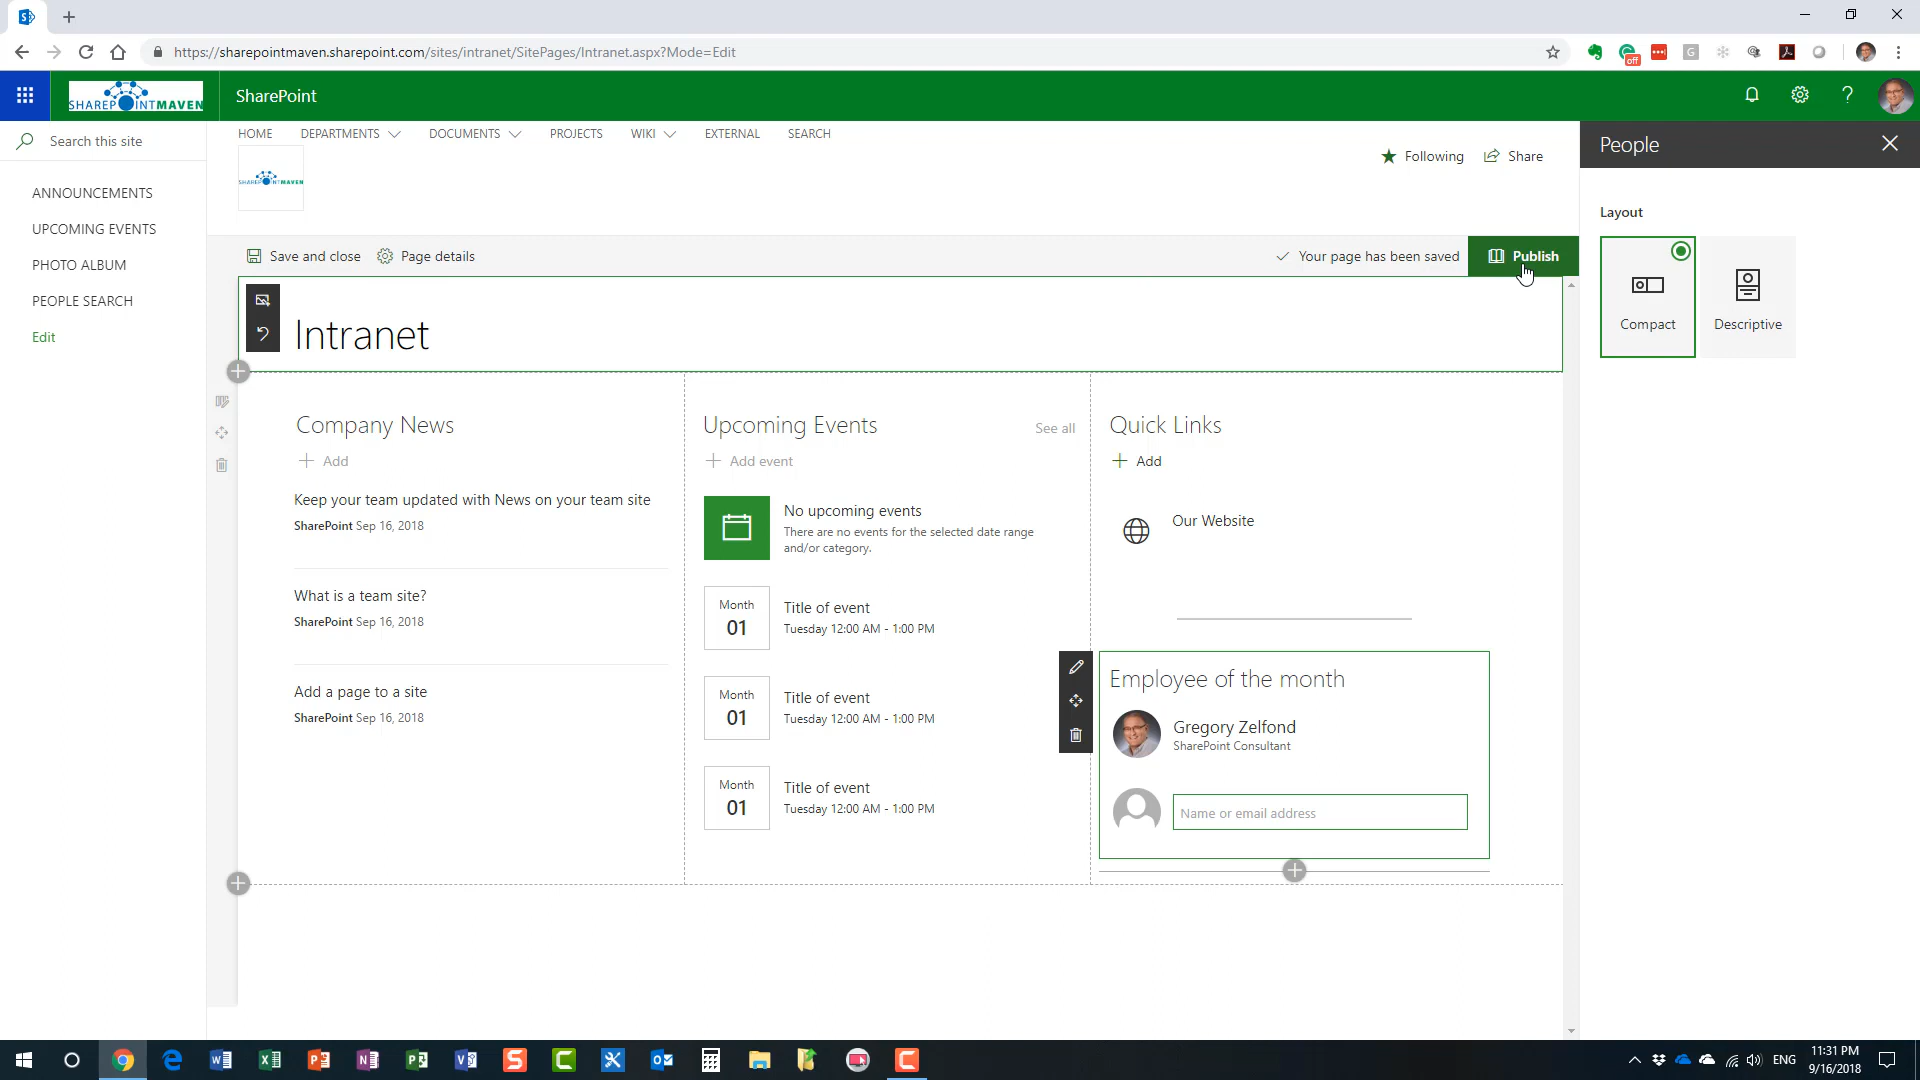 https://sharepointmaven.sharepoint.com/sites/intranet/SitePages/Intranet.aspx?Mode=Edit
off
SHAREPOINTMAVEN
SharePoint
Search this site
HOME
DEPARTMENTS
DOCUMENTS
PROJECTS
WIKI
EXTERNAL
SEARCH
SHAREPOINTMAVEN
Following
Share
ANNOUNCEMENTS
UPCOMING EVENTS
PHOTO ALBUM
PEOPLE SEARCH
Edit
Save and close
Page details
Your page has been saved
Publish
Intranet
Company News
Add
Keep your team updated with News on your team site
SharePoint Sep 16, 2018
What is a team site?
SharePoint Sep 16, 2018
Add a page to a site
SharePoint Sep 16, 2018
Upcoming Events
See all
Add event
No upcoming events
There are no events for the selected date range
and/or category.
Month
01
Title of event
Tuesday 12:00 AM - 1:00 PM
Month
01
Title of event
Tuesday 12:00 AM - 1:00 PM
Month
01
Title of event
Tuesday 12:00 AM - 1:00 PM
Quick Links
Add
Our Website
Employee of the month
Gregory Zelfond
SharePoint Consultant
Name or email address
People
Layout
Compact
Descriptive
ENG
11:31 PM
9/16/2018